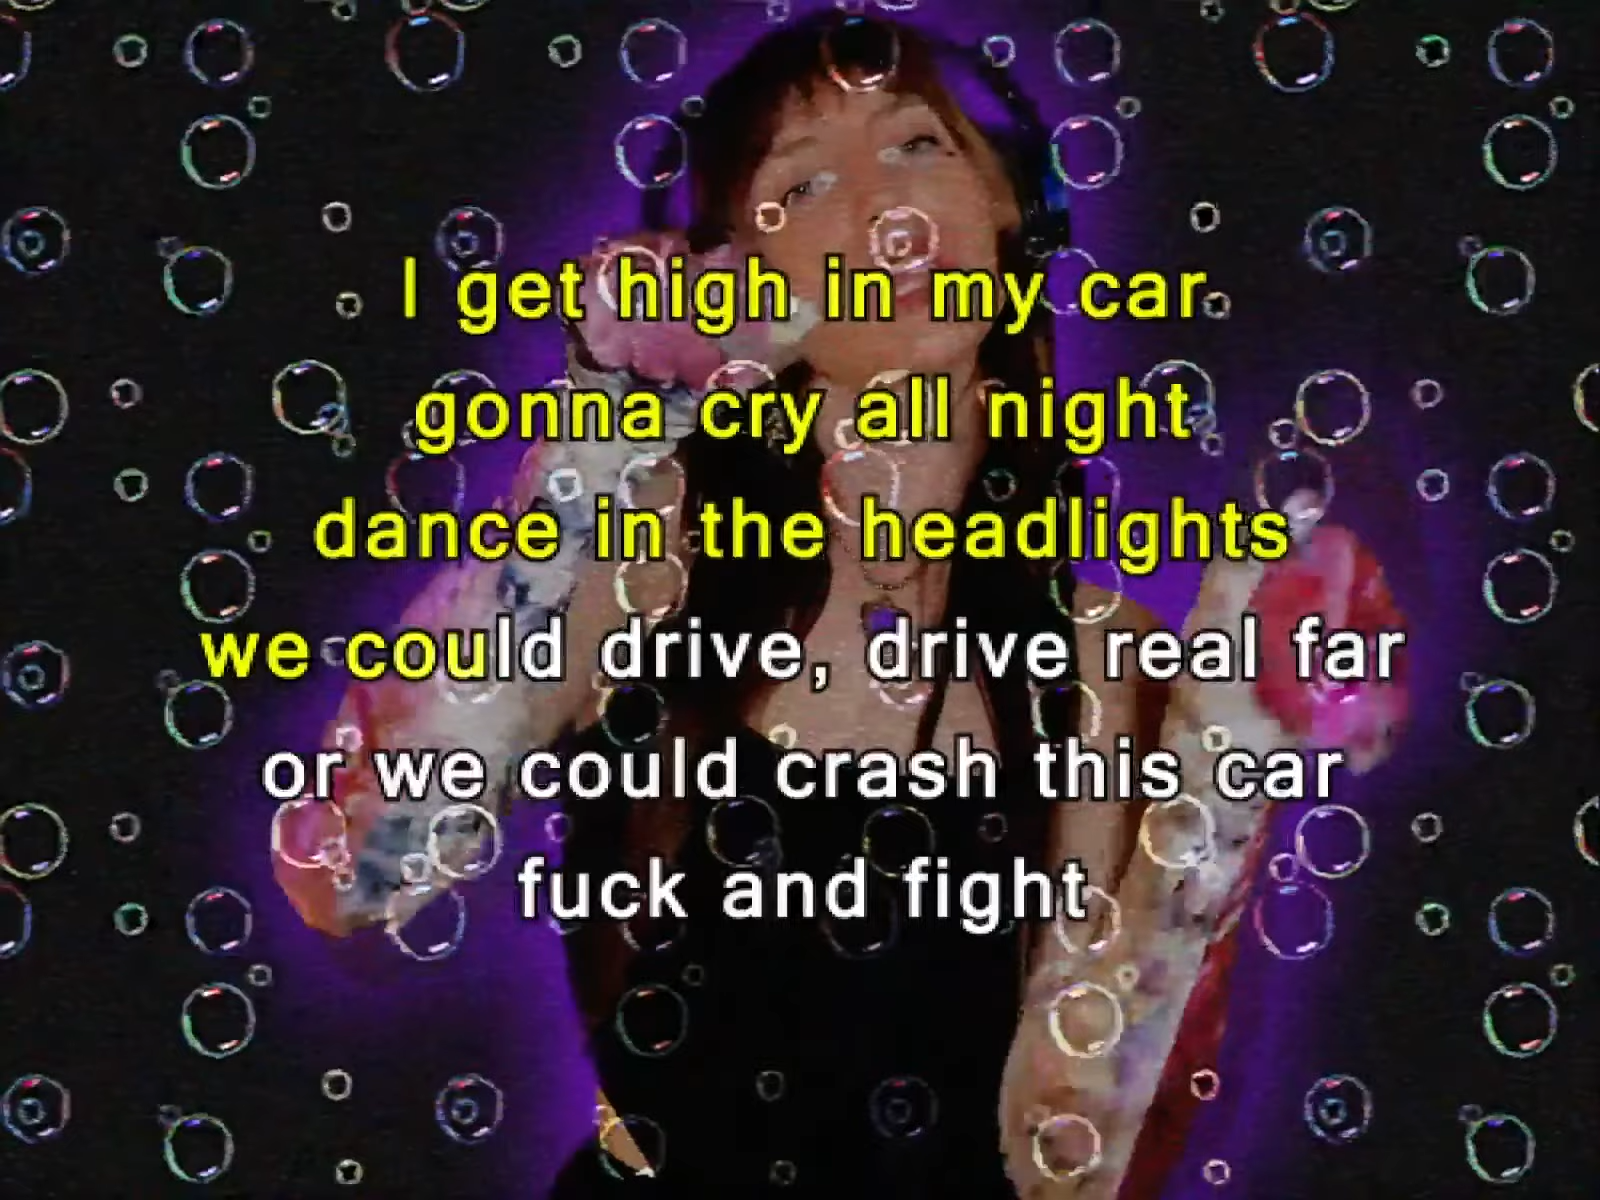 I get high in my car
gonna cry all night
dance in the headlights
we could drive, drive real far
or we could crash this car
fuck and fight